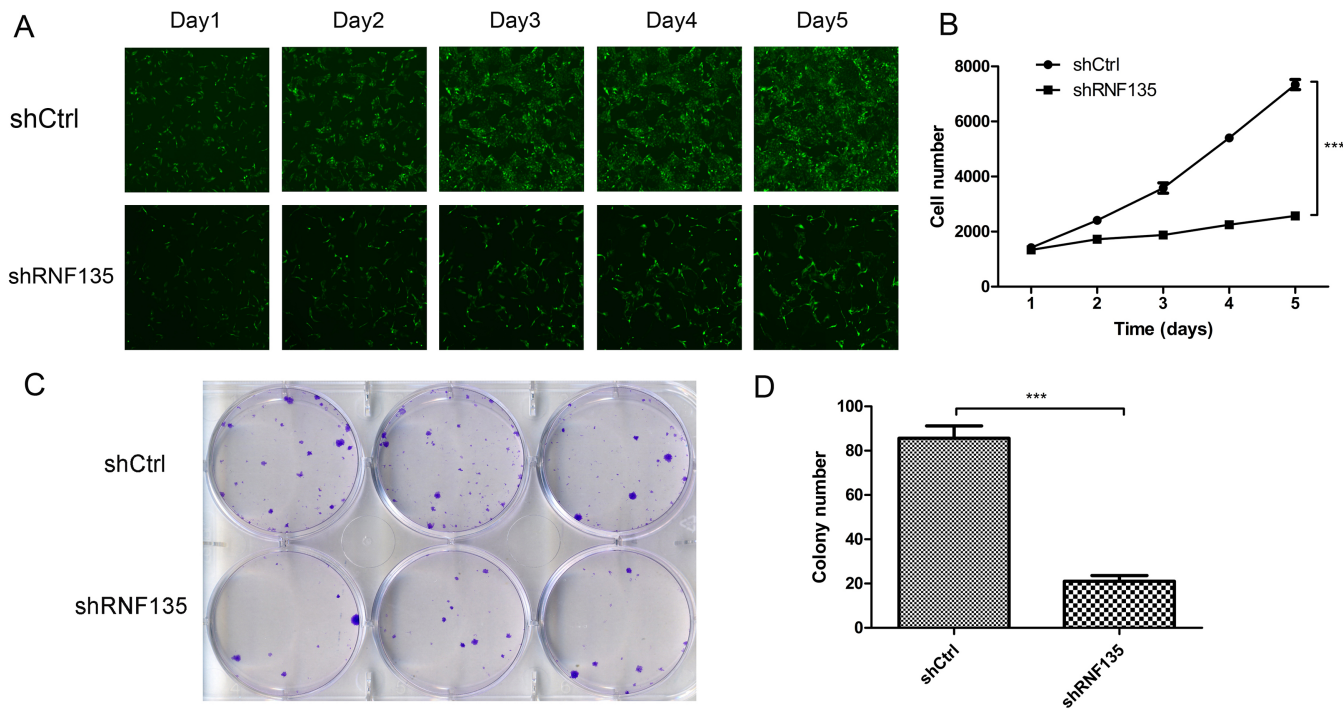 A
Day1 Day2 Day3 Day4 Day5
shCtrl
shRNF135
B
shCtrl
shRNF135
8000
6000
4000
2000
0
Cell number
1 2 3 4 5
Time (days)
***
C
shCtrl
shRNF135
D
***
100
80
60
40
20
0
Colony number
shCtrl
shRNF135